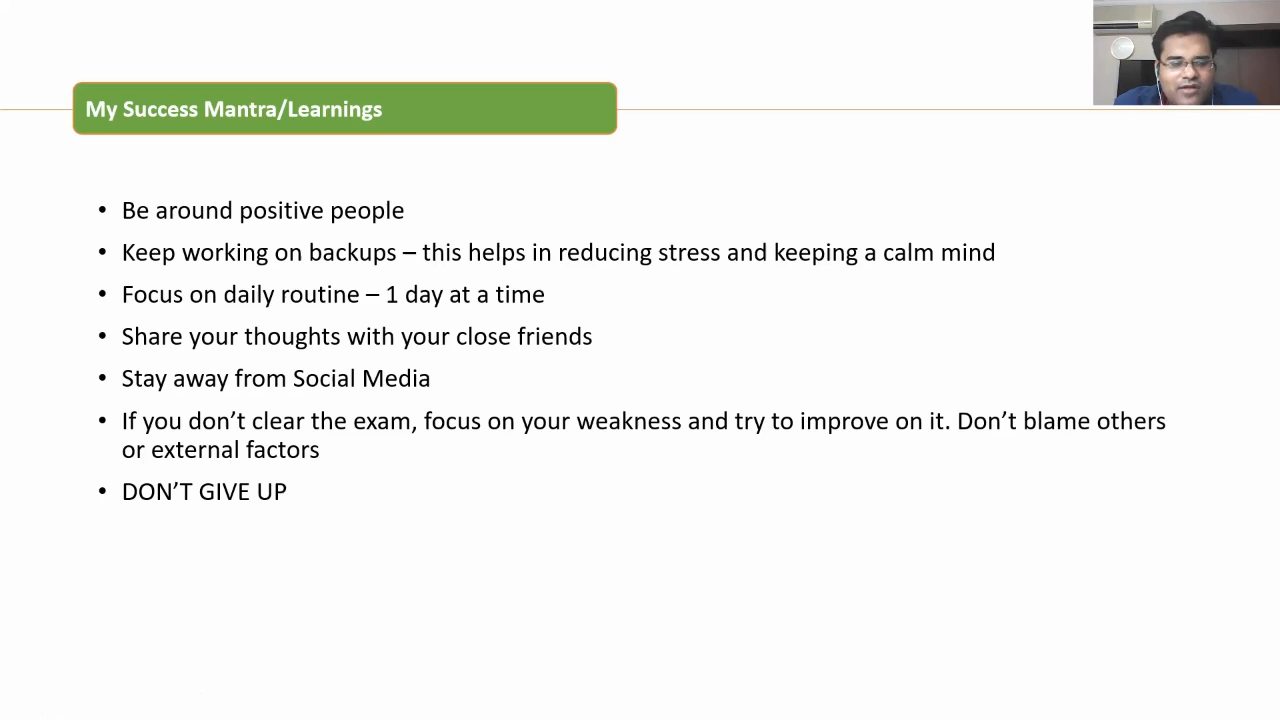 My Success Mantra/Learnings
• Be around positive people
• Keep working on backups – this helps in reducing stress and keeping a calm mind
• Focus on daily routine – 1 day at a time
• Share your thoughts with your close friends
• Stay away from Social Media
• If you don’t clear the exam, focus on your weakness and try to improve on it. Don’t blame others
or external factors
• DON’T GIVE UP